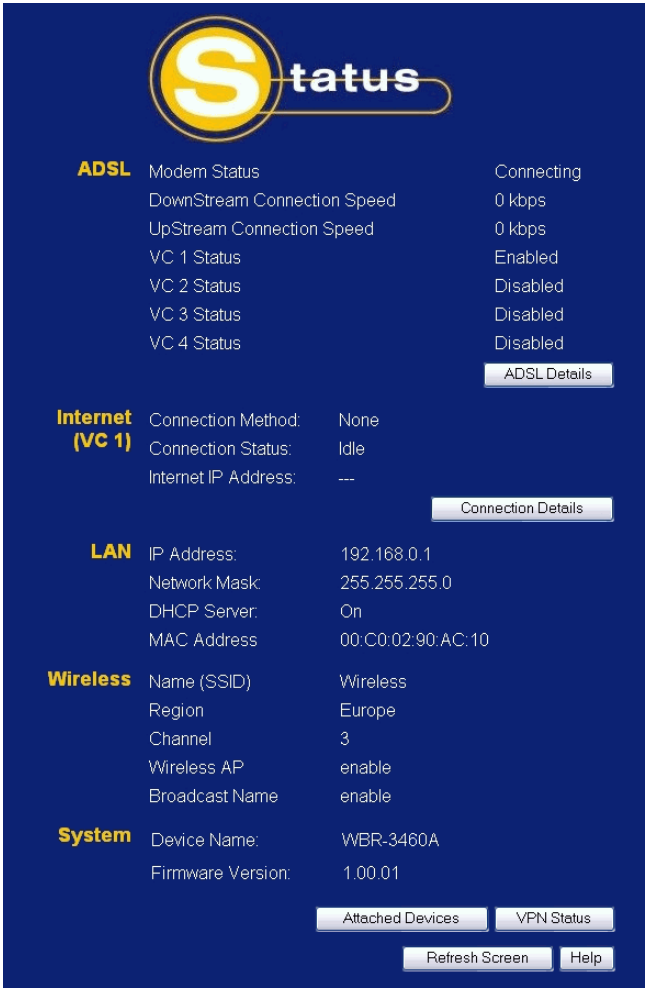 Status
ADSL Modem Status Connecting
DownStream Connection Speed 0 kbps
UpStream Connection Speed 0 kbps
VC 1 Status Enabled
VC 2 Status Disabled
VC 3 Status Disabled
VC 4 Status Disabled
ADSL Details
Internet (VC 1) Connection Method: None
Connection Status: Idle
Internet IP Address: ---
Connection Details
LAN IP Address: 192.168.0.1
Network Mask: 255.255.255.0
DHCP Server: On
MAC Address 00:C0:02:90:AC:10
Wireless Name (SSID) Wireless
Region Europe
Channel 3
Wireless AP enable
Broadcast Name enable
System Device Name: WBR-3460A
Firmware Version: 1.00.01
Attached Devices VPN Status
Refresh Screen Help